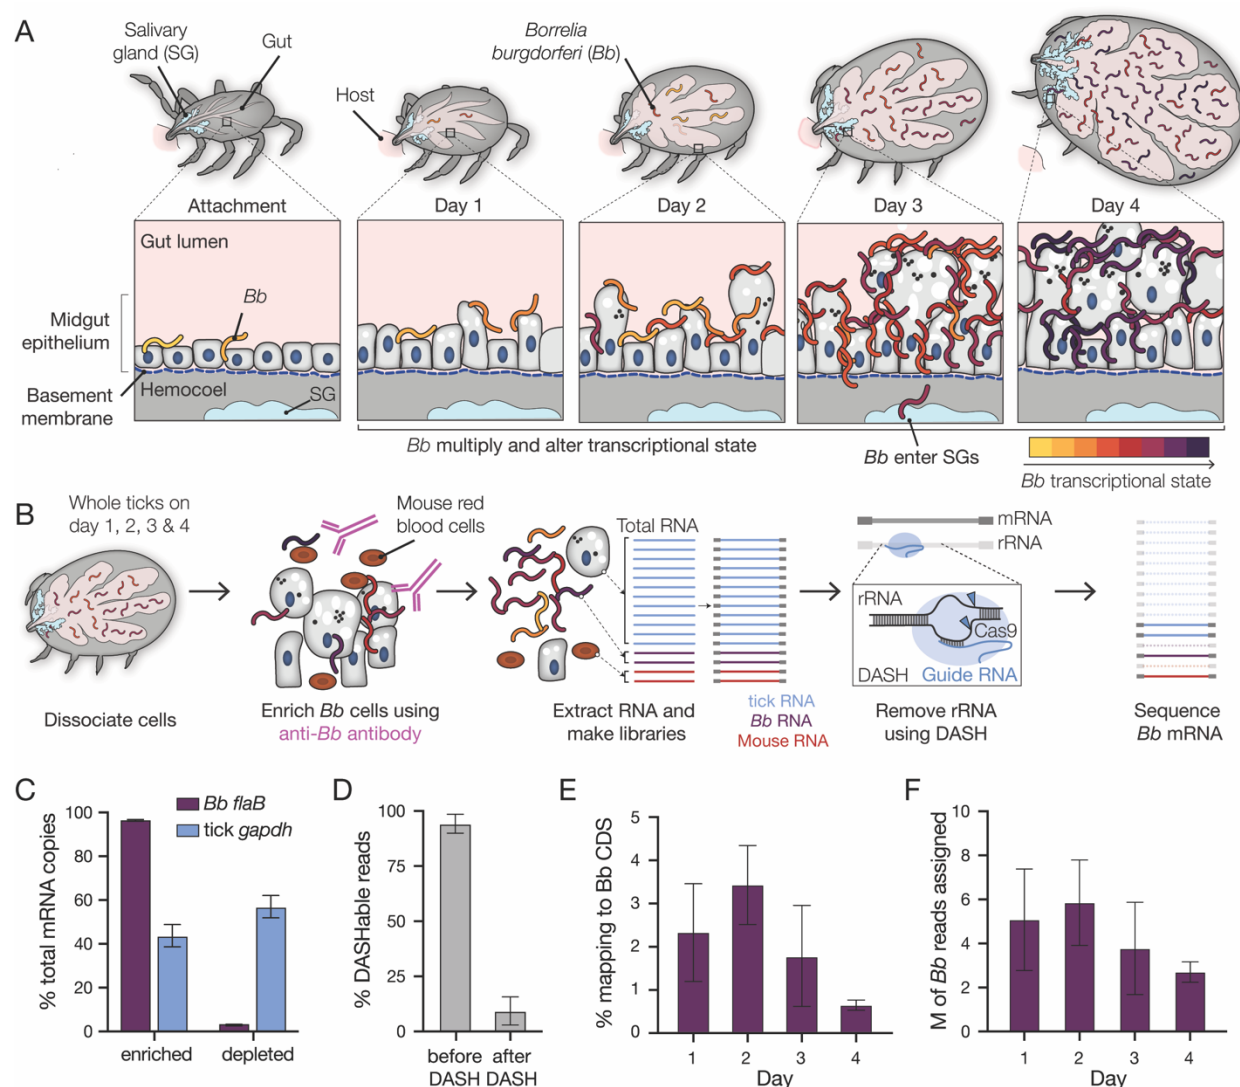 A
Salivary
gland (SG)
Gut
Host
Borrelia
burgdorferi (Bb)
Attachment
Day 1
Day 2
Day 3
Day 4
Gut lumen
Bb
Midgut
epithelium
Basement
membrane
Hemocoel
SG
Bb multiply and alter transcriptional state
Bb enter SGs
Bb transcriptional state
B
Whole ticks on
day 1, 2, 3 & 4
Mouse red
blood cells
Total RNA
mRNA
rRNA
rRNA
Cas9
DASH
Guide RNA
Dissociate cells
Enrich Bb cells using
anti-Bb antibody
Extract RNA and
make libraries
tick RNA
Bb RNA
Mouse RNA
Remove rRNA
using DASH
Sequence
Bb mRNA
C
Bb flaB
tick gapdh
% total mRNA copies
100
80
60
40
20
0
enriched
depleted
D
% DASHable reads
100
75
50
25
0
before
DASH
after
DASH
E
% mapping to Bb CDS
5
4
3
2
1
0
1
2
3
4
Day
F
M of Bb reads assigned
10
8
6
4
2
0
1
2
3
4
Day